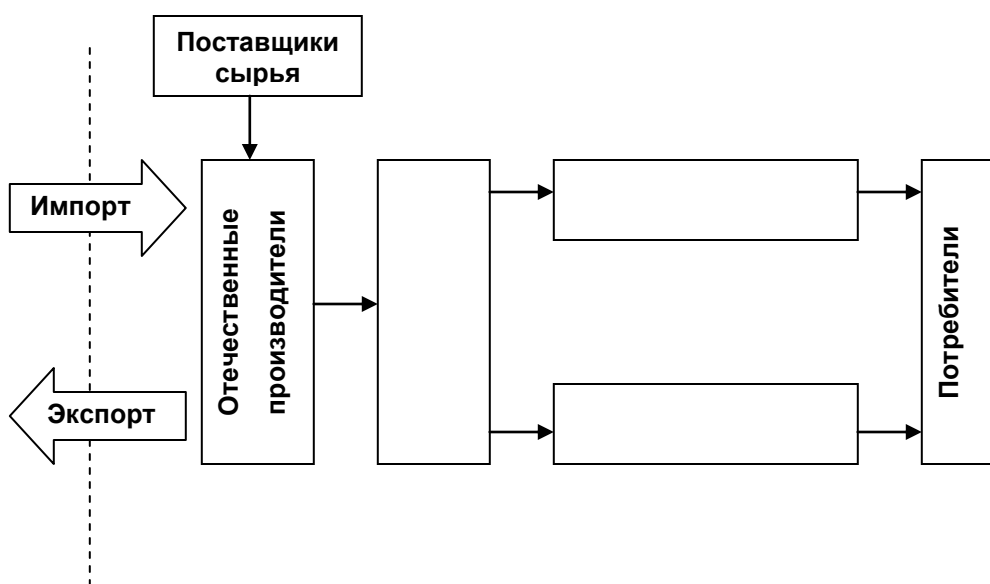 Поставщики
сырья
Импорт
Экспорт
Отечественные
производители
Потребители